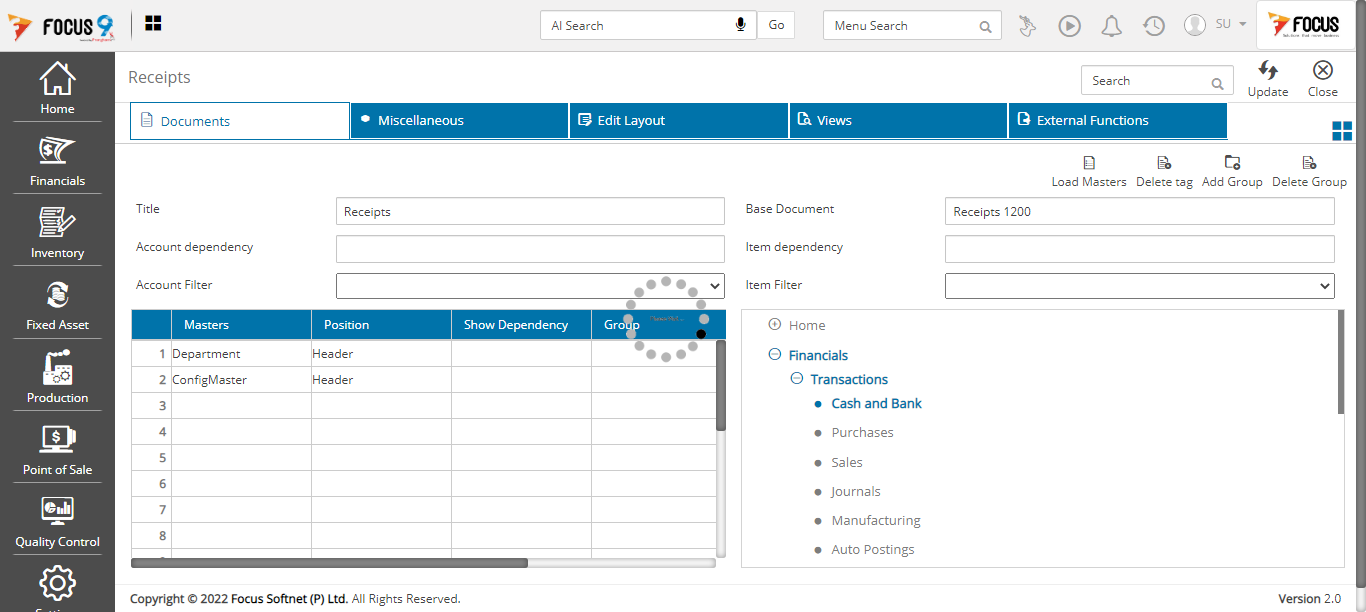 FOCUS 9
AI Search
Go
Menu Search
SU
FOCUS
Home
Financials
Inventory
Fixed Asset
Production
Point of Sale
Quality Control
Receipts
Search
Update
Close
Documents
Miscellaneous
Edit Layout
Views
External Functions
Load Masters
Delete tag
Add Group
Delete Group
Title
Receipts
Base Document
Receipts 1200
Account dependency
Item dependency
Account Filter
Item Filter
Masters
Position
Show Dependency
Group
1 Department Header
2 ConfigMaster Header
3
4
5
6
7
8
Home
Financials
Transactions
Cash and Bank
Purchases
Sales
Journals
Manufacturing
Auto Postings
Copyright © 2022 Focus Softnet (P) Ltd. All Rights Reserved.
Version 2.0